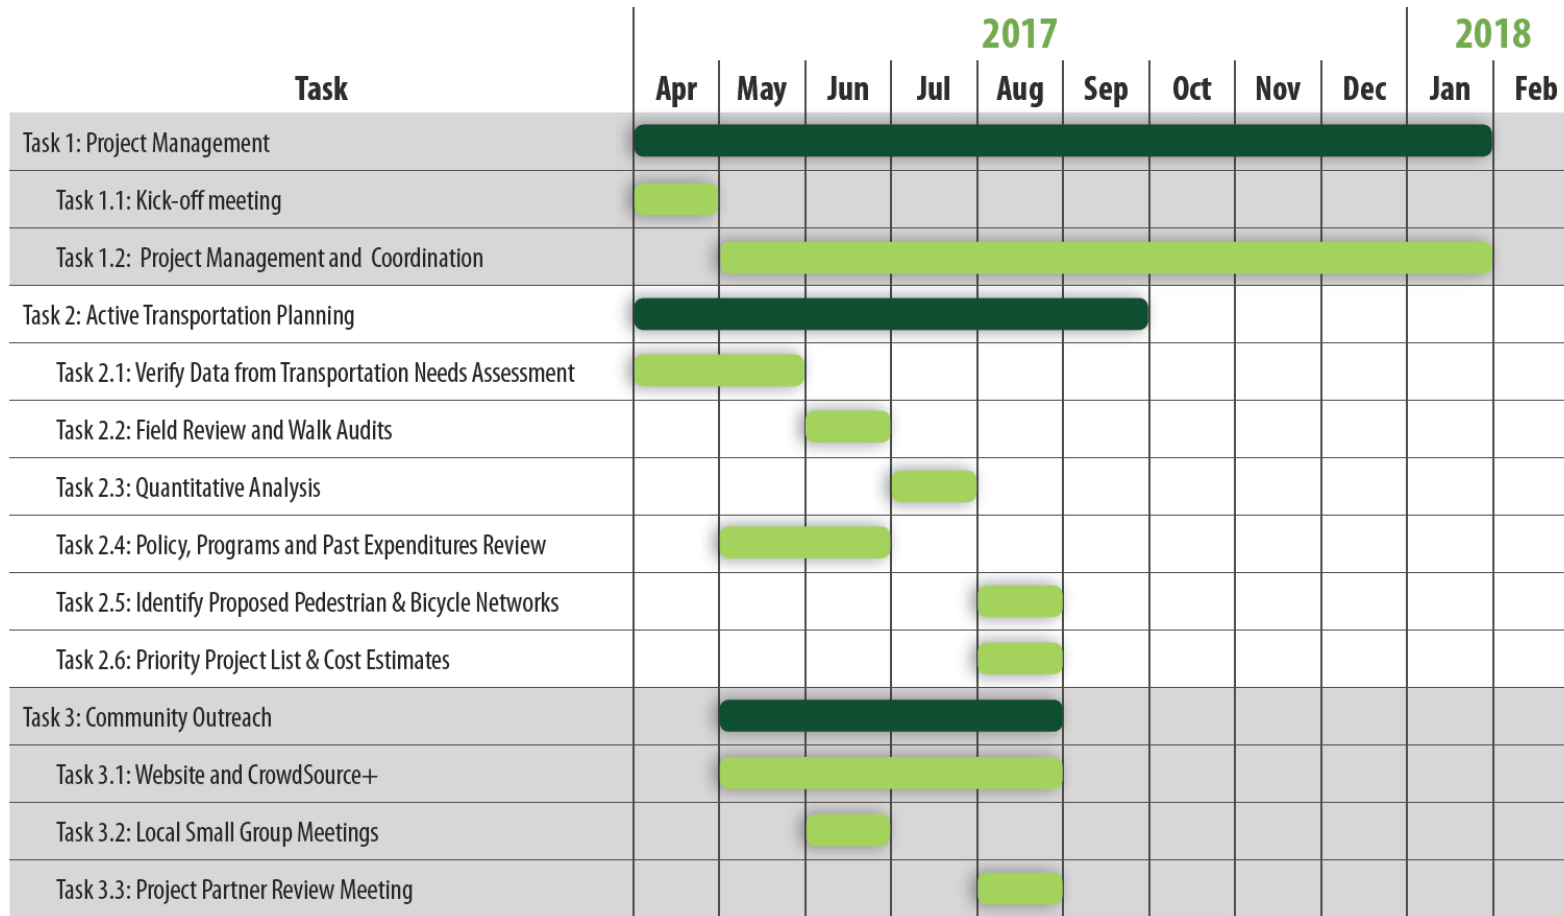 2017 2018
Task Apr May Jun Jul Aug Sep Oct Nov Dec Jan Feb
Task 1: Project Management
Task 1.1: Kick-off meeting
Task 1.2: Project Management and Coordination
Task 2: Active Transportation Planning
Task 2.1: Verify Data from Transportation Needs Assessment
Task 2.2: Field Review and Walk Audits
Task 2.3: Quantitative Analysis
Task 2.4: Policy, Programs and Past Expenditures Review
Task 2.5: Identify Proposed Pedestrian & Bicycle Networks
Task 2.6: Priority Project List & Cost Estimates
Task 3: Community Outreach
Task 3.1: Website and CrowdSource+
Task 3.2: Local Small Group Meetings
Task 3.3: Project Partner Review Meeting